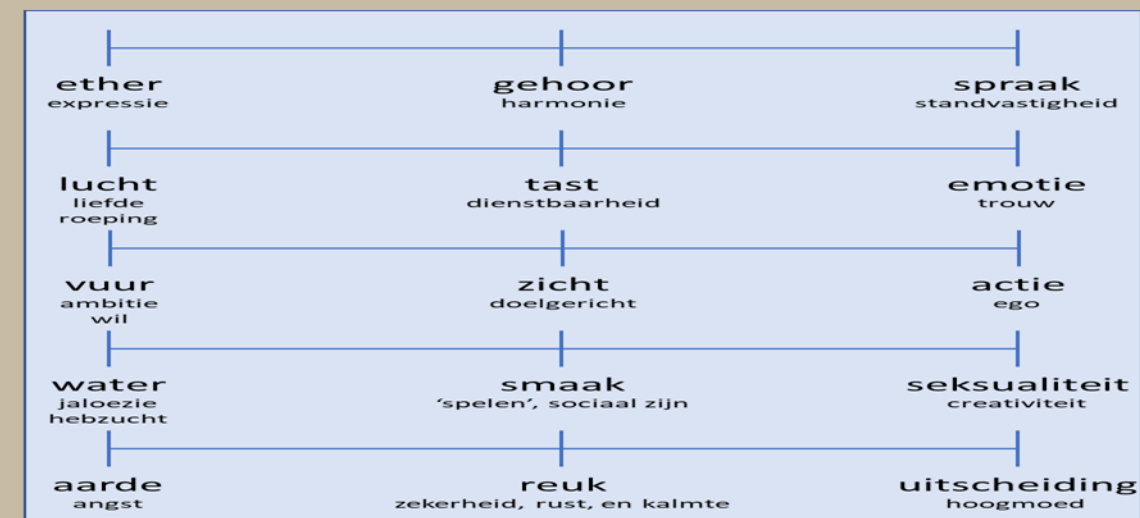 ether gehoor spraak
expressie harmonie standvastigheid
lucht tast emotie
liefde dienstbaarheid trouw
roeping
vuur zicht actie
ambitie doelgericht ego
wil
water smaak seksualiteit
jaloezie ‘spelen’, sociaal zijn creativiteit
hebzucht
aarde reuk uitscheiding
angst zekerheid, rust, en kalmte hoogmoed